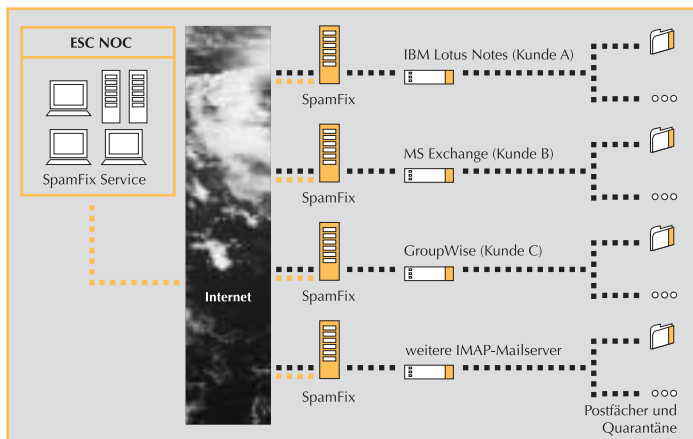 ESC NOC
SpamFix Service
Internet
IBM Lotus Notes (Kunde A)
SpamFix
MS Exchange (Kunde B)
SpamFix
GroupWise (Kunde C)
SpamFix
weitere IMAP-Mailserver
SpamFix
Postfächer und
Quarantäne